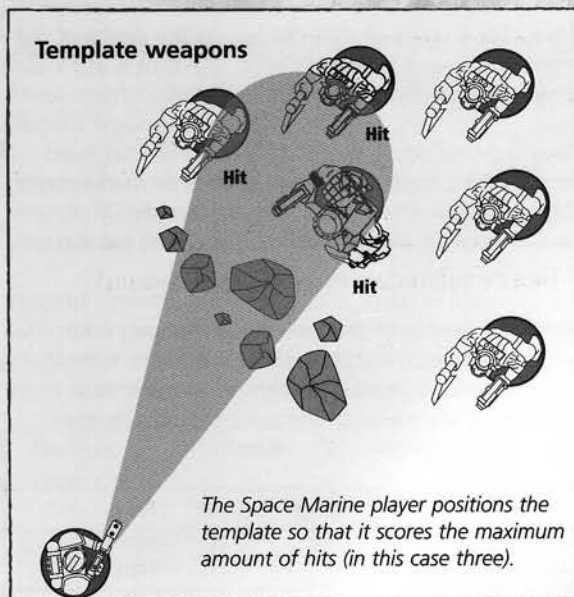 Template weapons
Hit
Hit
Hit
The Space Marine player positions the
template so that it scores the maximum
amount of hits (in this case three).